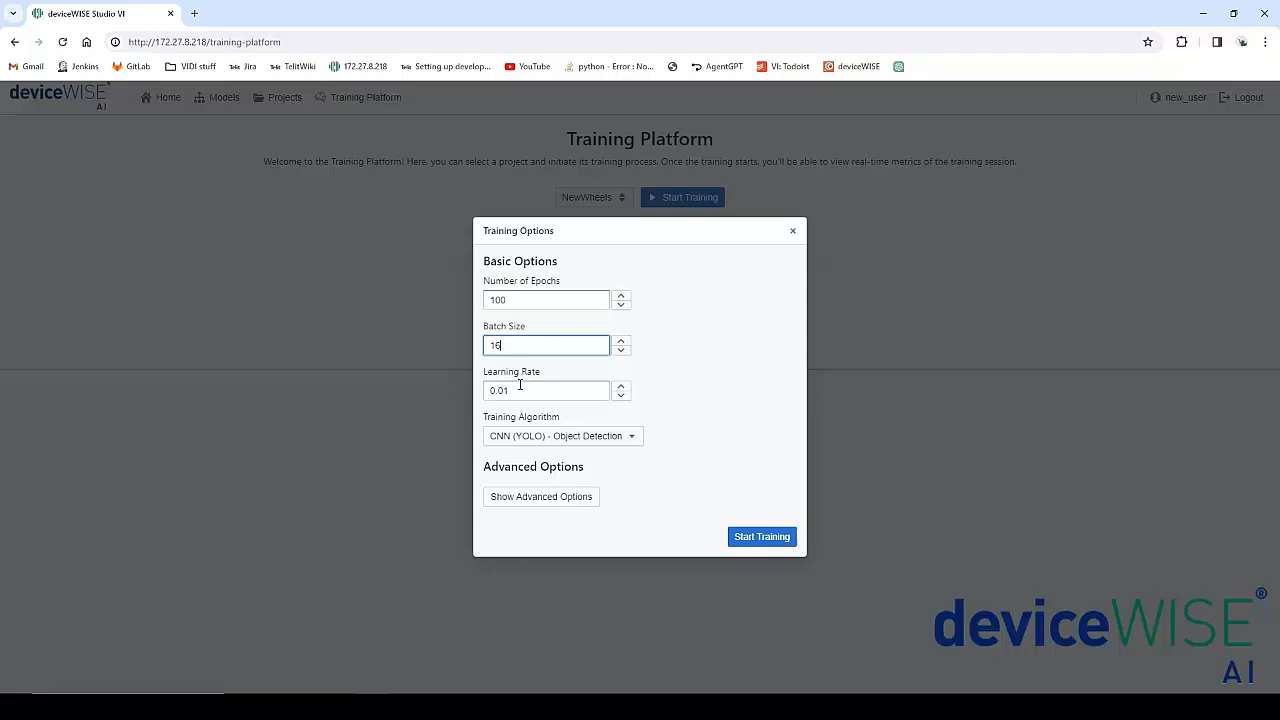 deviceWISE Studio VI
http://172.27.8.218/training-platform
Gmail Jenkins GitLab VIDI stuff Jira TelitWiki 172.27.8.218 Setting up develop... YouTube python - Error : No... AgentGPT VI: Todoist deviceWISE
deviceWISE AI Home Models Projects Training Platform new_user Logout
Training Platform
Welcome to the Training Platform! Here, you can select a project and initiate its training process. Once the training starts, you'll be able to view real-time metrics of the training session.
NewWheels Start Training
Training Options
Basic Options
Number of Epochs
100
Batch Size
16
Learning Rate
0.01
Training Algorithm
CNN (YOLO) - Object Detection
Advanced Options
Show Advanced Options
Start Training
deviceWISE®
AI